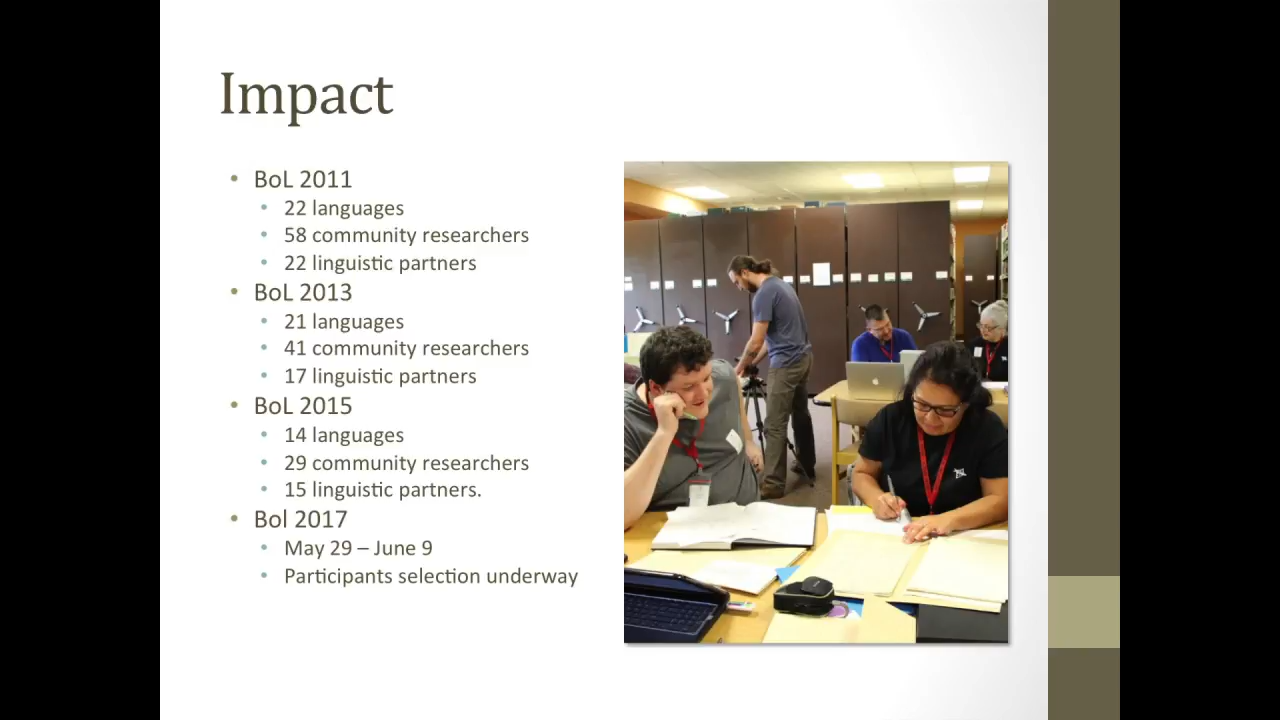 Impact
BoL 2011
22 languages
58 community researchers
22 linguistic partners
BoL 2013
21 languages
41 community researchers
17 linguistic partners
BoL 2015
14 languages
29 community researchers
15 linguistic partners.
Bol 2017
May 29 – June 9
Participants selection underway